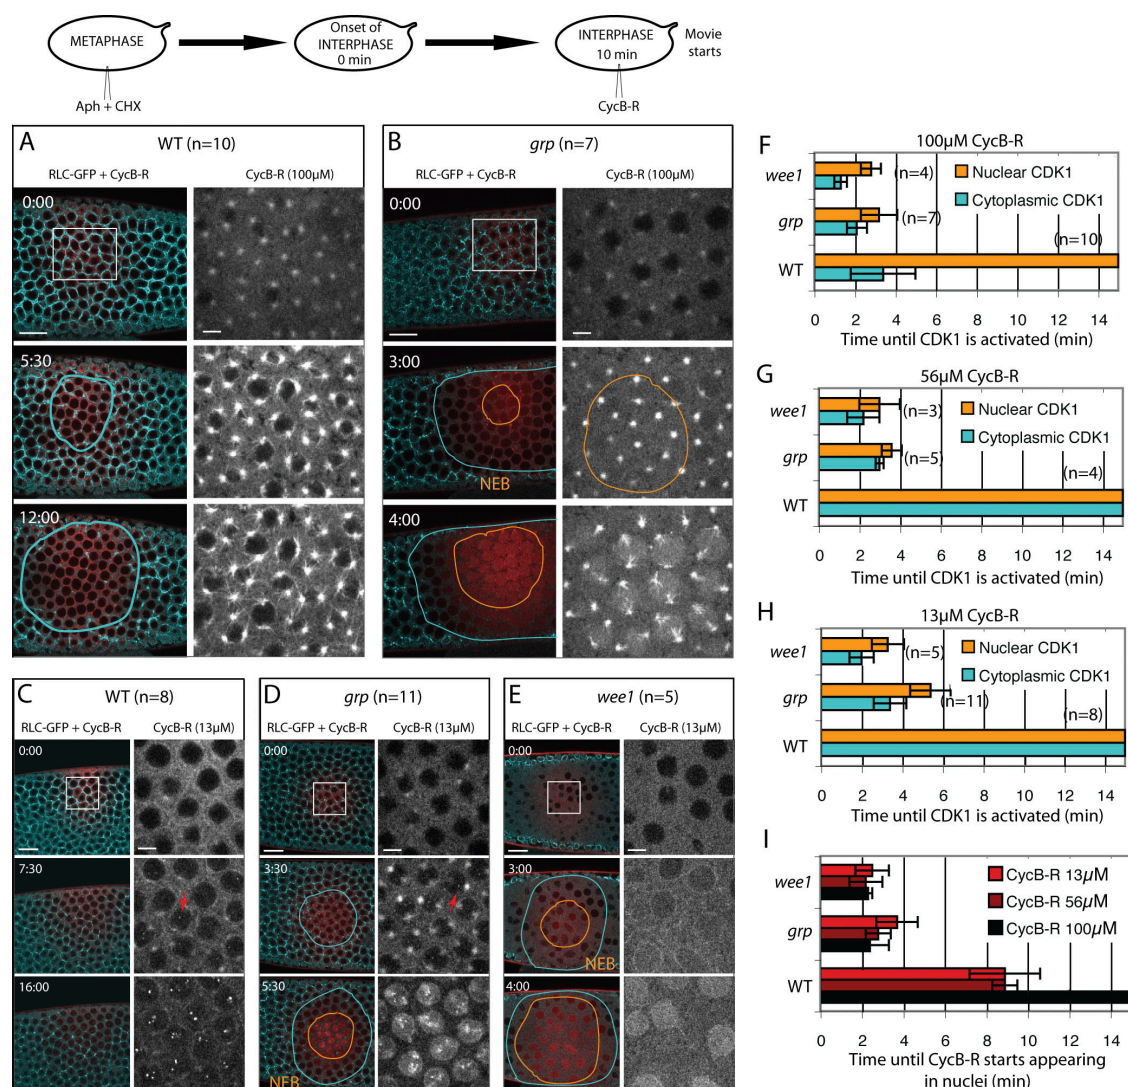 METAPHASE
Onset of
INTERPHASE
0 min
INTERPHASE
10 min
Movie
starts
Aph + CHX
CycB-R
A
WT (n=10)
RLC-GFP + CycB-R
CycB-R (100µM)
0:00
5:30
12:00
B
grp (n=7)
RLC-GFP + CycB-R
CycB-R (100µM)
0:00
3:00
NEB
4:00
C
WT (n=8)
RLC-GFP + CycB-R
CycB-R (13µM)
0:00
7:30
16:00
D
grp (n=11)
RLC-GFP + CycB-R
CycB-R (13µM)
0:00
3:30
5:30
NEB
E
wee1 (n=5)
RLC-GFP + CycB-R
CycB-R (13µM)
0:00
3:00
NEB
4:00
F
100µM CycB-R
wee1
(n=4)
Nuclear CDK1
Cytoplasmic CDK1
grp
(n=7)
(n=10)
WT
0 2 4 6 8 10 12 14
Time until CDK1 is activated (min)
G
56µM CycB-R
wee1
(n=3)
Nuclear CDK1
Cytoplasmic CDK1
grp
(n=5)
(n=4)
WT
0 2 4 6 8 10 12 14
Time until CDK1 is activated (min)
H
13µM CycB-R
wee1
(n=5)
Nuclear CDK1
Cytoplasmic CDK1
grp
(n=11)
(n=8)
WT
0 2 4 6 8 10 12 14
Time until CDK1 is activated (min)
I
wee1
CycB-R 13µM
CycB-R 56µM
CycB-R 100µM
grp
WT
0 2 4 6 8 10 12 14
Time until CycB-R starts appearing
in nuclei (min)